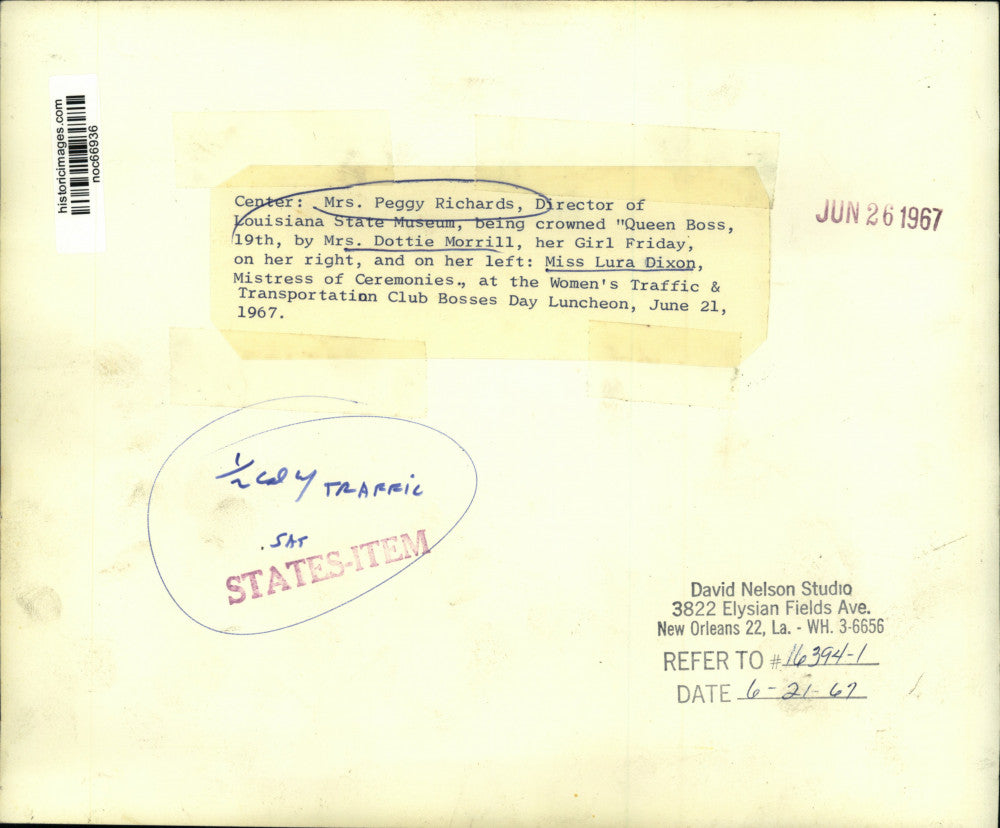 historicimages.com
noc66936
Center: Mrs. Peggy Richards, Director of
Louisiana State Museum, being crowned "Queen Boss,
19th, by Mrs. Dottie Morrill, her Girl Friday,
on her right, and on her left: Miss Lura Dixon,
Mistress of Ceremonies., at the Women's Traffic &
Transportation Club Bosses Day Luncheon, June 21,
1967.
JUN 26 1967
1/2 col TRAFFIC
SAT
STATES-ITEM
David Nelson Studio
3822 Elysian Fields Ave.
New Orleans 22, La. - WH. 3-6656
REFER TO #16394-1
DATE 6-21-67